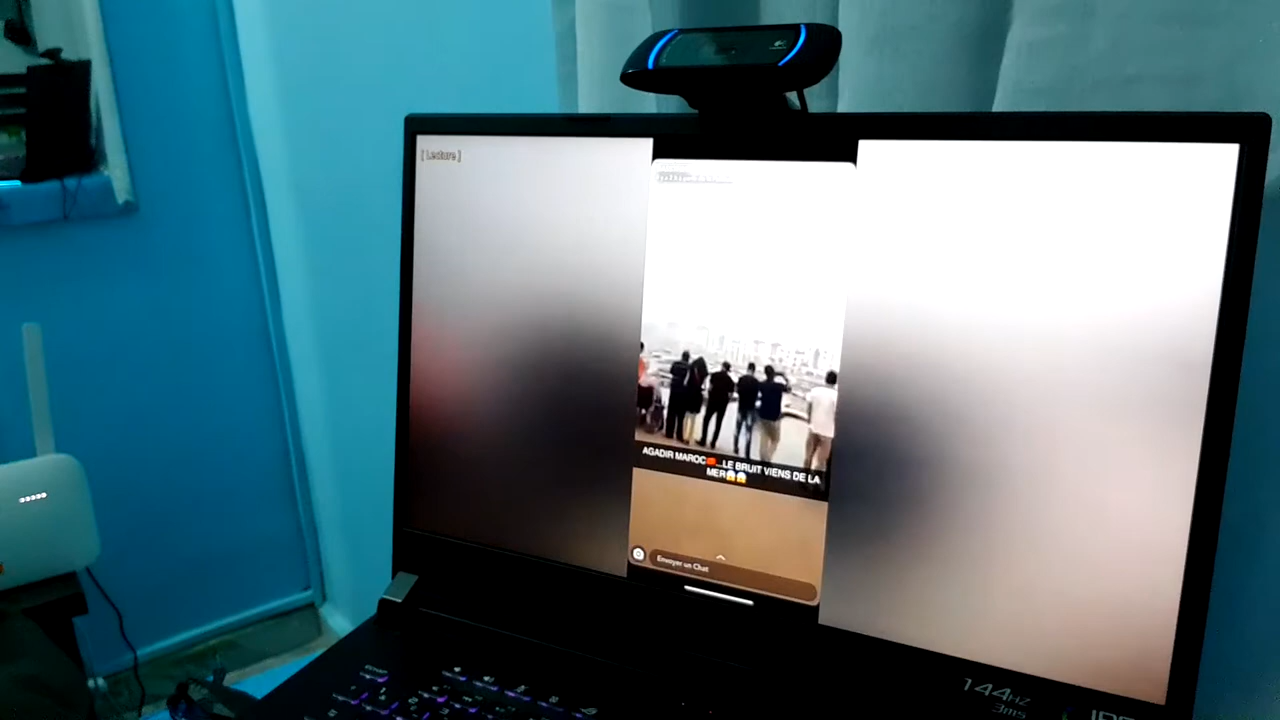 [ Lecture ]
AGADIR MAROC🇲🇦...LE BRUIT VIENS DE LA
MER😱😱
Envoyer un Chat
144Hz
3ms